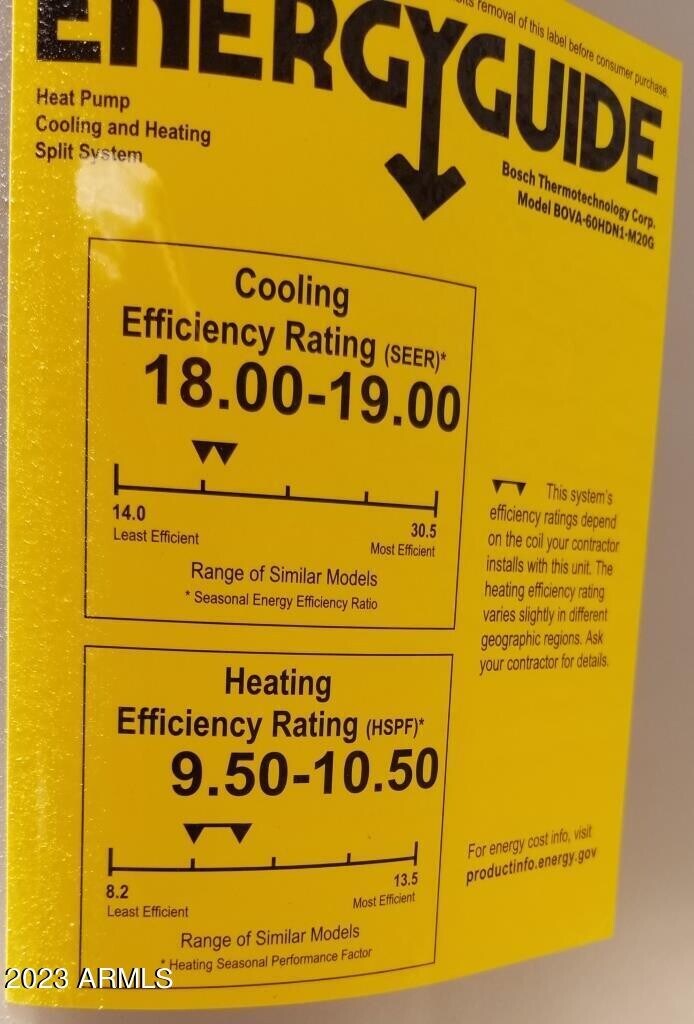 removal of this label before consumer purchase.
ENERGYGUIDE
Heat Pump
Cooling and Heating
Split System
Bosch Thermotechnology Corp.
Model BOVA-60HDN1-M20G
Cooling
Efficiency Rating (SEER)*
18.00-19.00
14.0
Least Efficient
30.5
Most Efficient
Range of Similar Models
* Seasonal Energy Efficiency Ratio
This system's
efficiency ratings depend
on the coil your contractor
installs with this unit. The
heating efficiency rating
varies slightly in different
geographic regions. Ask
your contractor for details.
Heating
Efficiency Rating (HSPF)*
9.50-10.50
8.2
Least Efficient
13.5
Most Efficient
Range of Similar Models
* Heating Seasonal Performance Factor
For energy cost info, visit
productinfo.energy.gov
2023 ARMLS